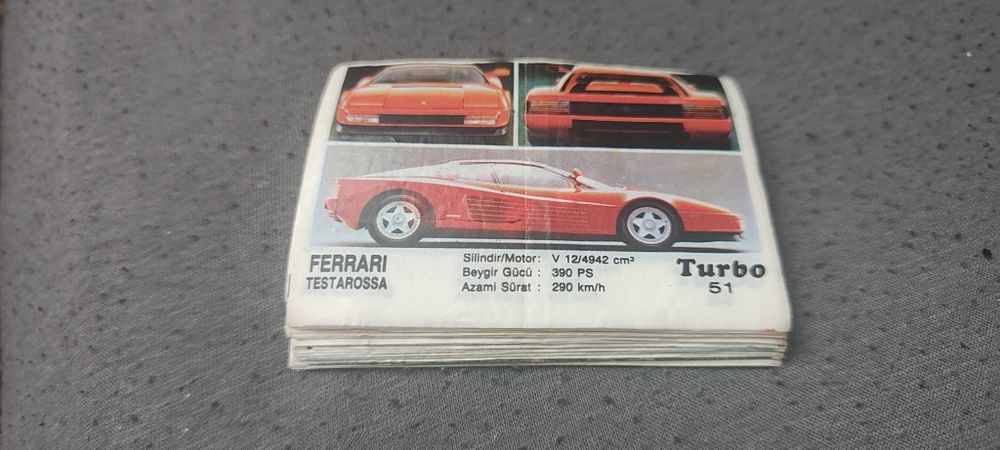 FERRARI
TESTAROSSA
Silindir/Motor: V 12/4942 cm³
Beygir Gücü : 390 PS
Azami Sürat : 290 km/h
Turbo
51